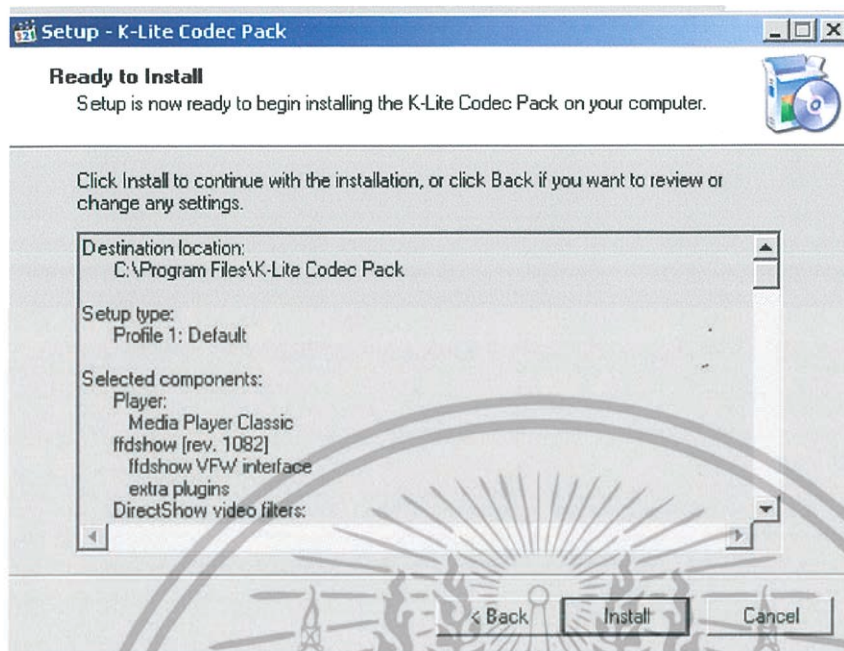 Setup - K-Lite Codec Pack
Ready to Install
Setup is now ready to begin installing the K-Lite Codec Pack on your computer.
Click Install to continue with the installation, or click Back if you want to review or
change any settings.
Destination location:
C:\Program Files\K-Lite Codec Pack
Setup type:
Profile 1: Default
Selected components:
Player:
Media Player Classic
ffdshow [rev. 1082]
ffdshow VFW interface
extra plugins
DirectShow video filters:
< Back
Install
Cancel